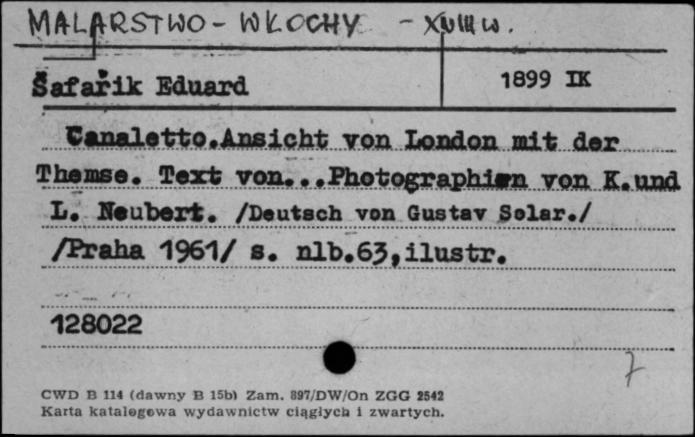 MALARSTWO - WŁOCHY - XVIII w.
Šafařik Eduard
1899 IK
Canaletto.Ansicht von London mit der
Themse. Text von...Photographien von K.und
L. Neubert. /Deutsch von Gustav Solar./
/Praha 1961/ s. nlb.63,ilustr.
128022
7
CWD B 114 (dawny B 15b) Zam. 897/DW/On ZGG 2542
Karta katalogowa wydawnictw ciągłych i zwartych.